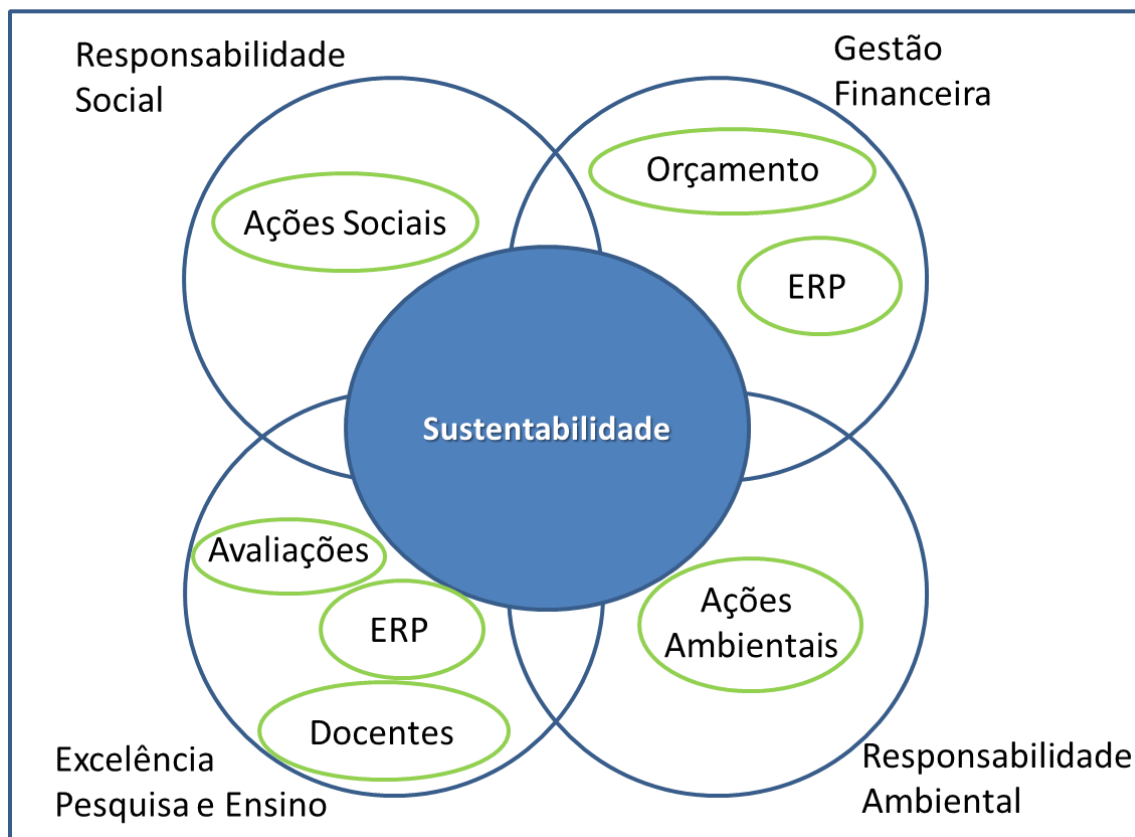 Responsabilidade
Social
Gestão
Financeira
Orçamento
Ações Sociais
ERP
Sustentabilidade
Avaliações
ERP
Docentes
Ações
Ambientais
Excelência
Pesquisa e Ensino
Responsabilidade
Ambiental